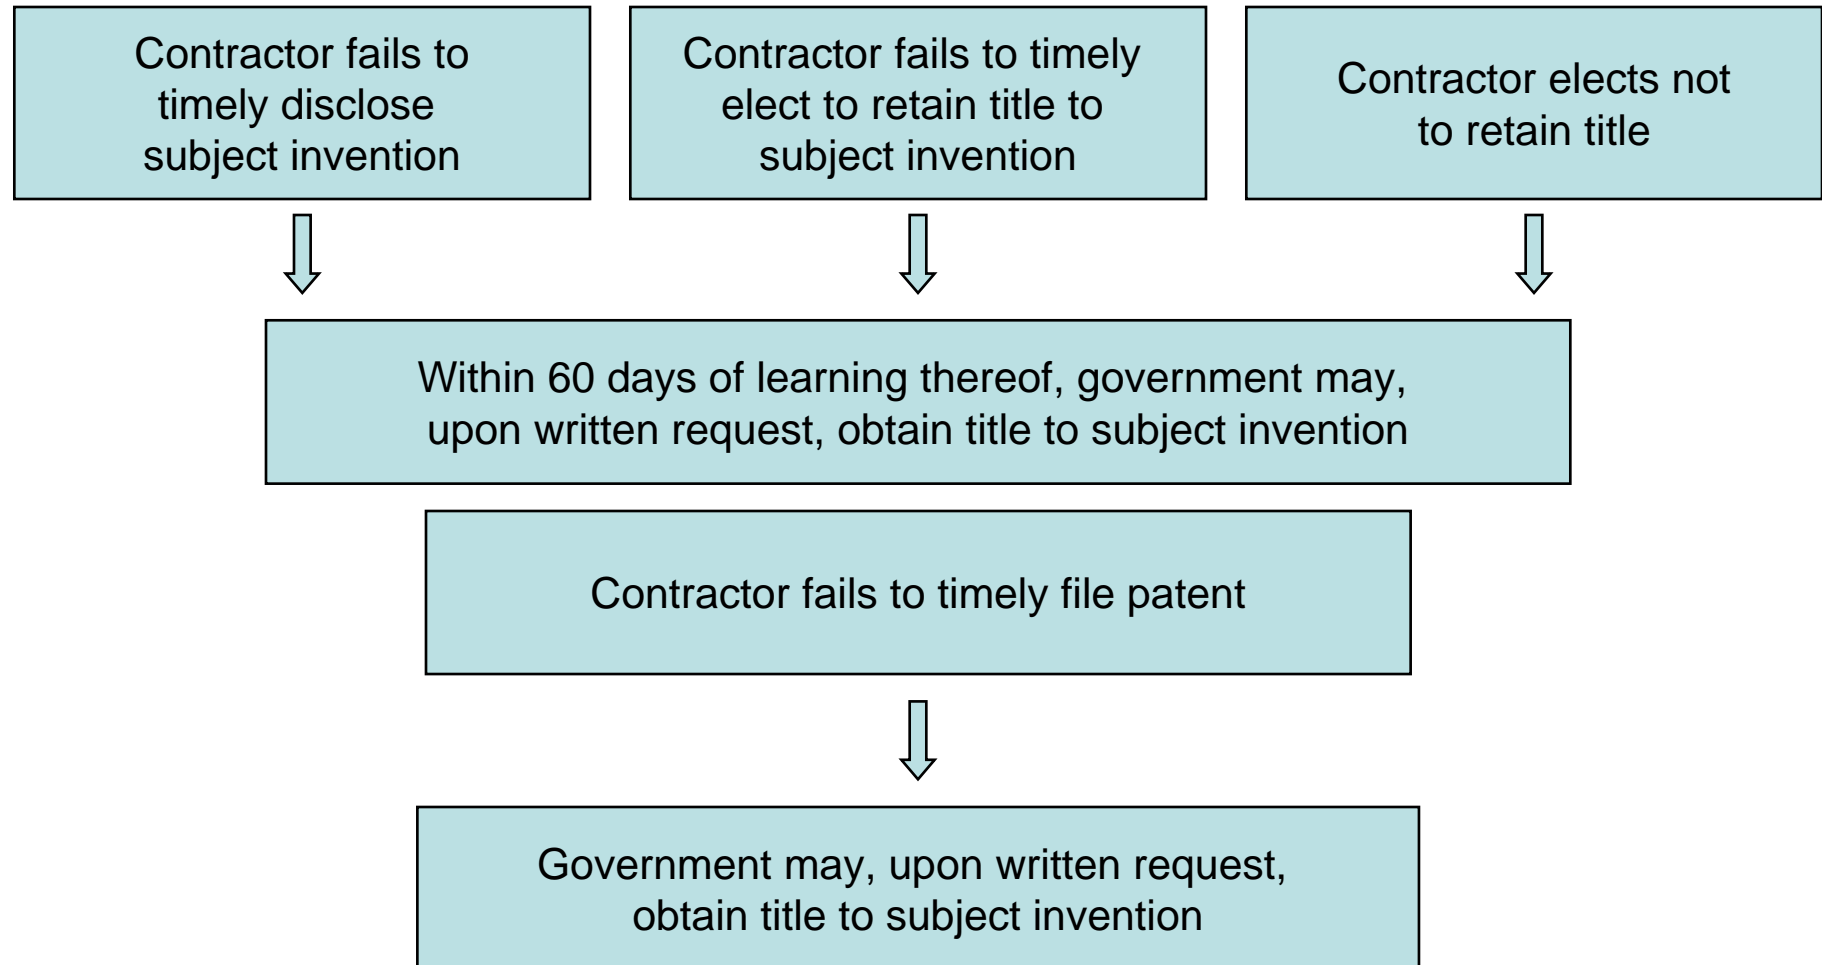 Contractor fails to
timely disclose
subject invention
Contractor fails to timely
elect to retain title to
subject invention
Contractor elects not
to retain title
Within 60 days of learning thereof, government may,
upon written request, obtain title to subject invention
Contractor fails to timely file patent
Government may, upon written request,
obtain title to subject invention